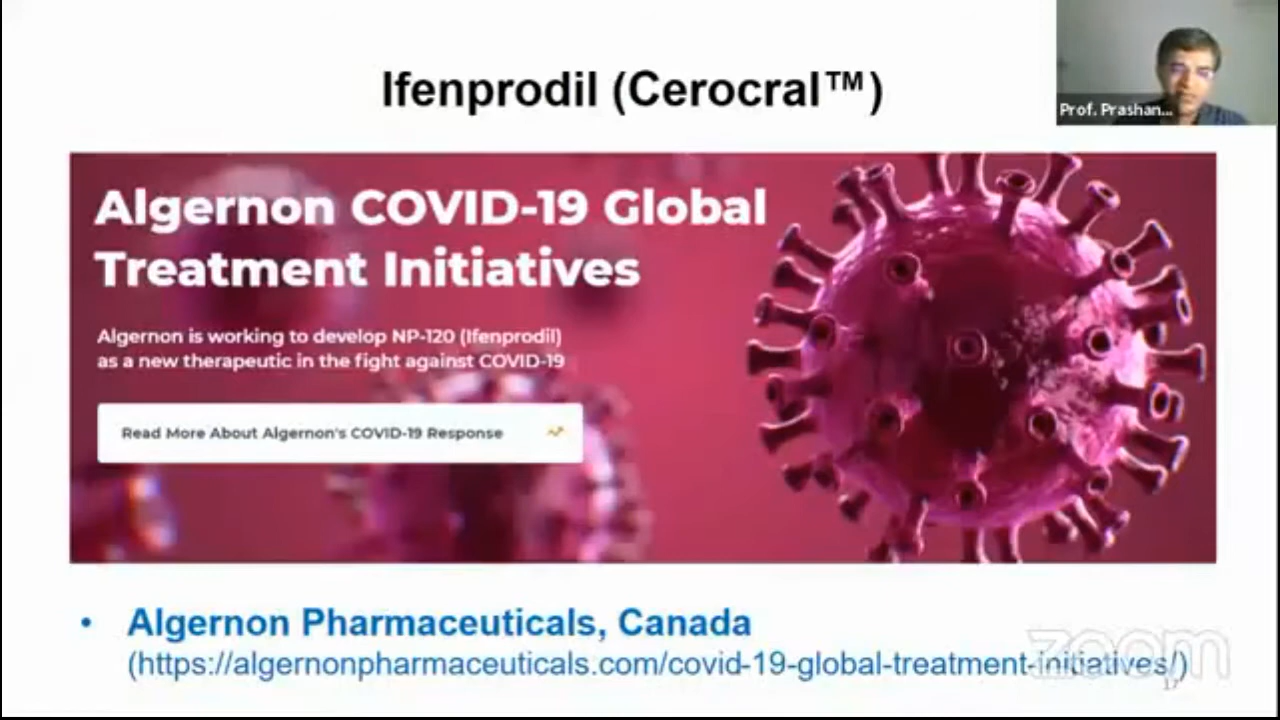 Ifenprodil (Cerocral™)
Prof. Prashan...
Algernon COVID-19 Global
Treatment Initiatives
Algernon is working to develop NP-120 (Ifenprodil)
as a new therapeutic in the fight against COVID-19
Read More About Algernon's COVID-19 Response
• Algernon Pharmaceuticals, Canada
(https://algernonpharmaceuticals.com/covid-19-global-treatment-initiatives/)
zoom
17